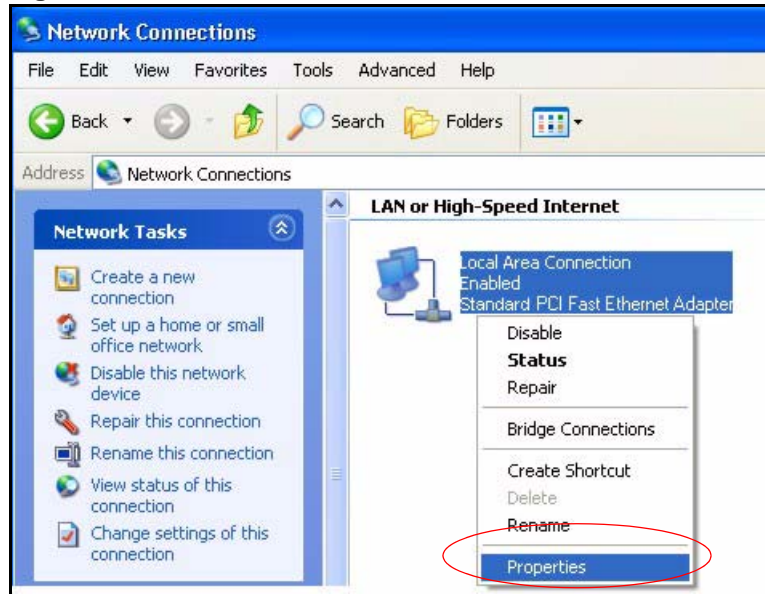 Network Connections
File Edit View Favorites Tools Advanced Help
Back Search Folders
Address Network Connections
Network Tasks
Create a new
connection
Set up a home or small
office network
Disable this network
device
Repair this connection
Rename this connection
View status of this
connection
Change settings of this
connection
LAN or High-Speed Internet
Local Area Connection
Enabled
Standard PCI Fast Ethernet Adapter
Disable
Status
Repair
Bridge Connections
Create Shortcut
Delete
Rename
Properties